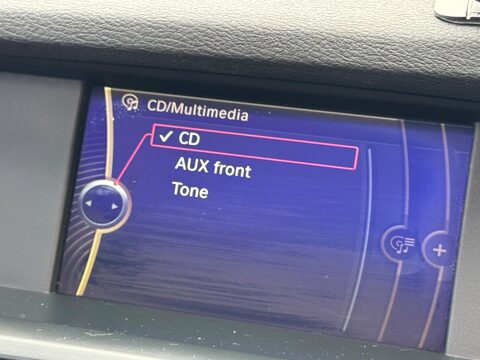 CD/Multimedia
CD
AUX front
Tone